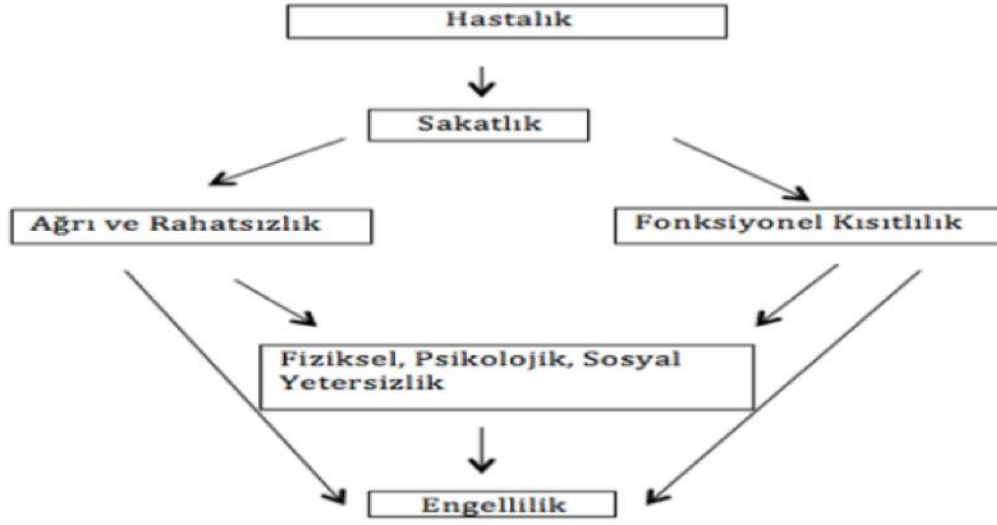 Hastalık
Sakatlık
Ağrı ve Rahatsızlık
Fonksiyonel Kısıtlılık
Fiziksel, Psikolojik, Sosyal
Yetersizlik
Engellilik